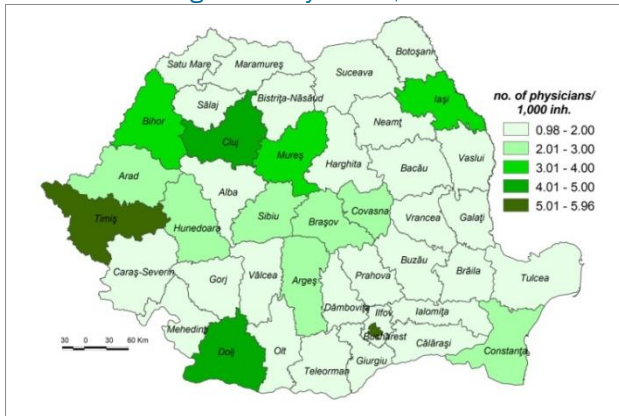 Botoşani
Satu Mare
Maramureş
Suceava
no. of physicians/
1,000 inh.
0.98 - 2.00
2.01 - 3.00
3.01 - 4.00
4.01 - 5.00
5.01 - 5.96
Sălaj
Bistriţa-Năsăud
Iaşi
Bihor
Cluj
Neamţ
Mureş
Harghita
Bacău
Vaslui
Arad
Alba
Timiş
Hunedoara
Sibiu
Braşov
Covasna
Vrancea
Galaţi
Caraş-Severin
Gorj
Vâlcea
Argeş
Prahova
Buzău
Brăila
Tulcea
Dâmboviţa
Ilfov
Ialomiţa
Mehedinţi
Bucharest
Călăraşi
Constanţa
Dolj
Olt
Teleorman
Giurgiu
30 0 30 60 Km